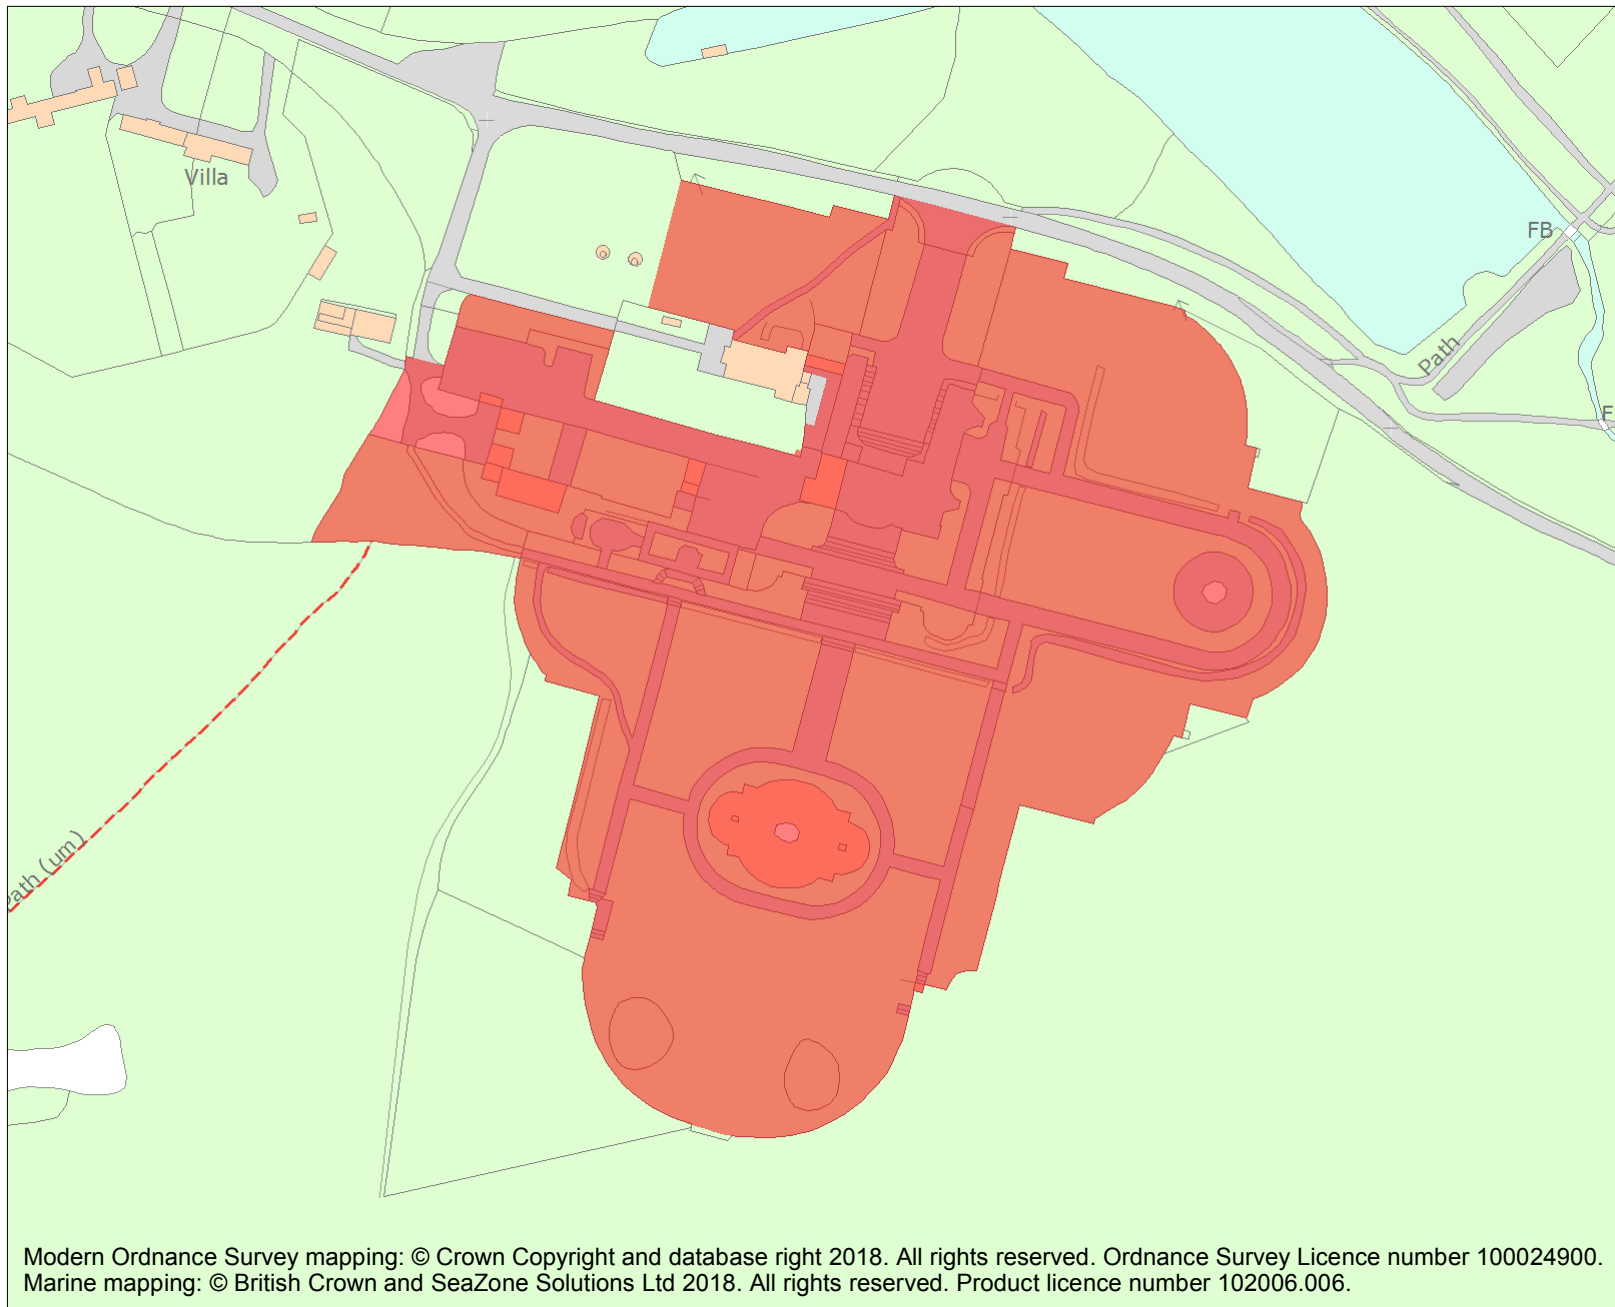 Villa
FB
Path
F
Path (um)
Modern Ordnance Survey mapping: © Crown Copyright and database right 2018. All rights reserved. Ordnance Survey Licence number 100024900.
Marine mapping: © British Crown and SeaZone Solutions Ltd 2018. All rights reserved. Product licence number 102006.006.